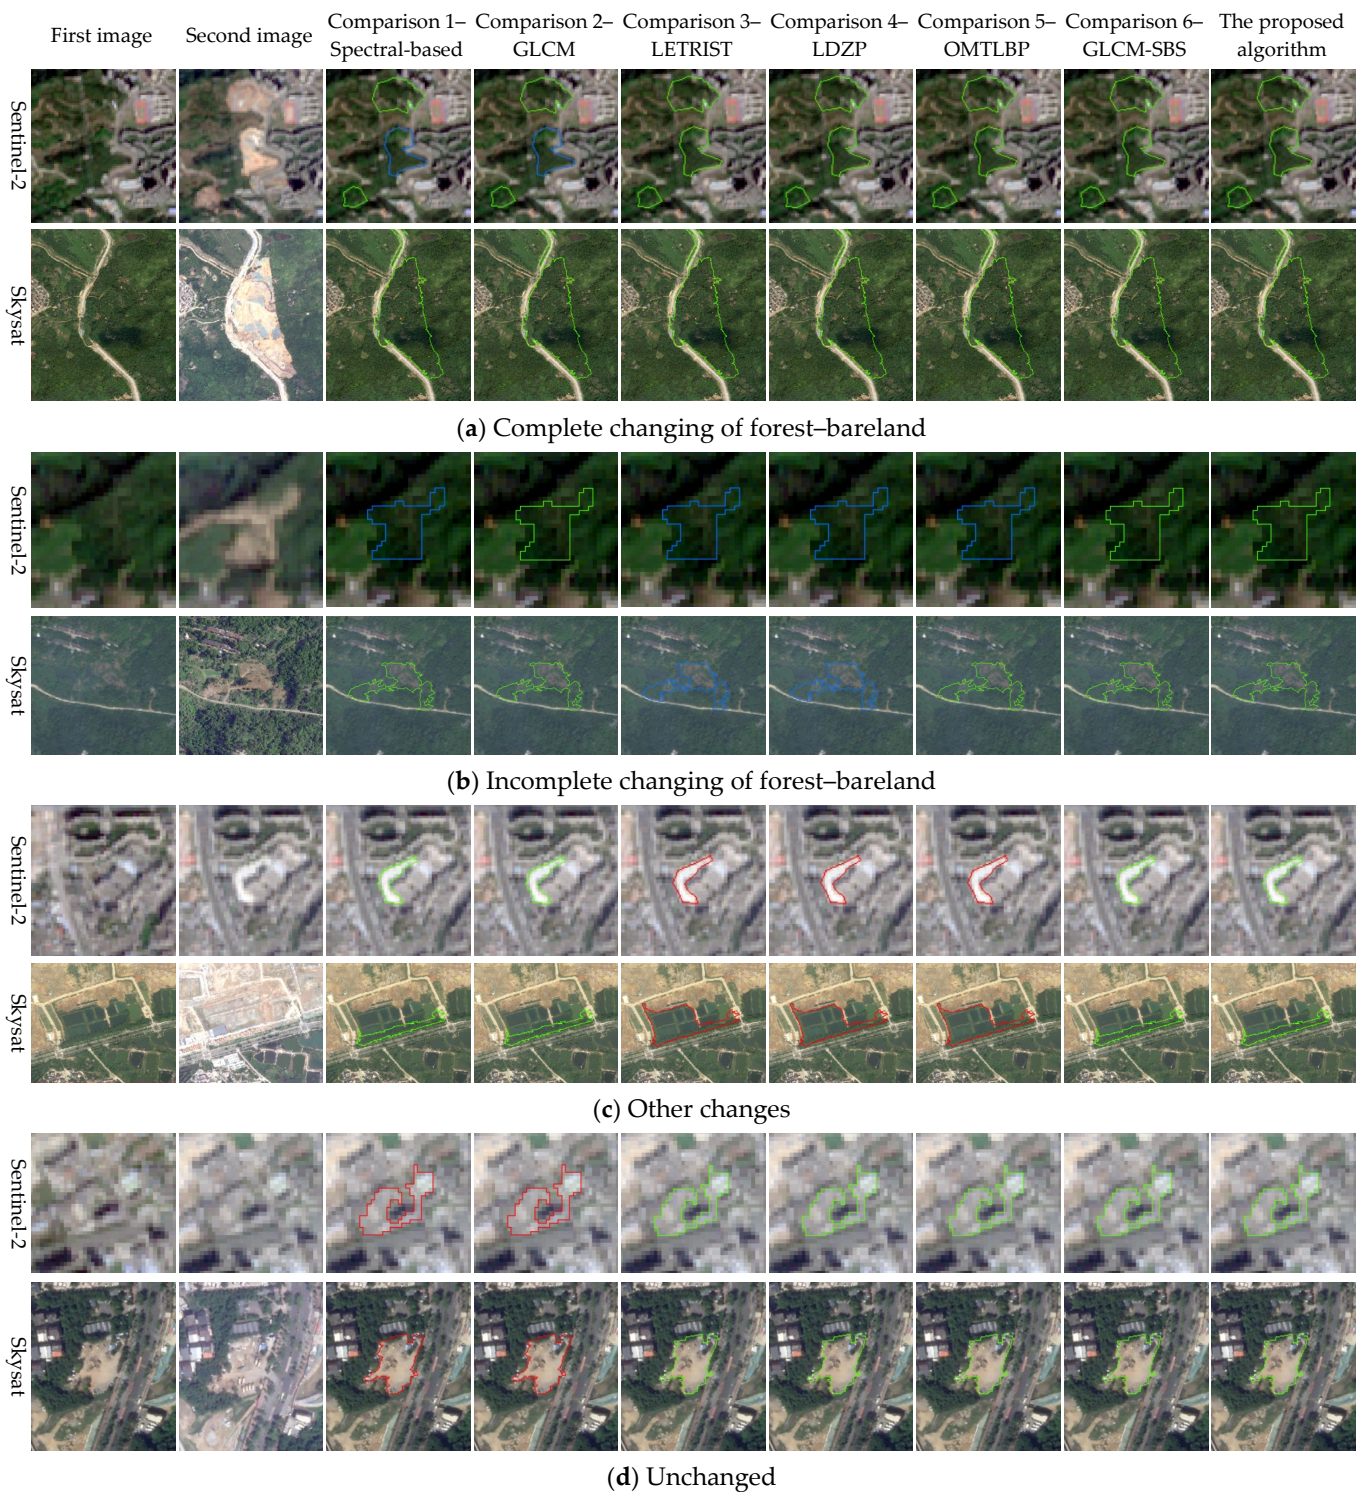 First image
Second image
Comparison 1–
Spectral-based
Comparison 2–
GLCM
Comparison 3–
LETRIST
Comparison 4–
LDZP
Comparison 5–
OMTLBP
Comparison 6–
GLCM-SBS
The proposed
algorithm
Sentinel-2
Skysat
(a) Complete changing of forest–bareland
Sentinel-2
Skysat
(b) Incomplete changing of forest–bareland
Sentinel-2
Skysat
(c) Other changes
Sentinel-2
Skysat
(d) Unchanged